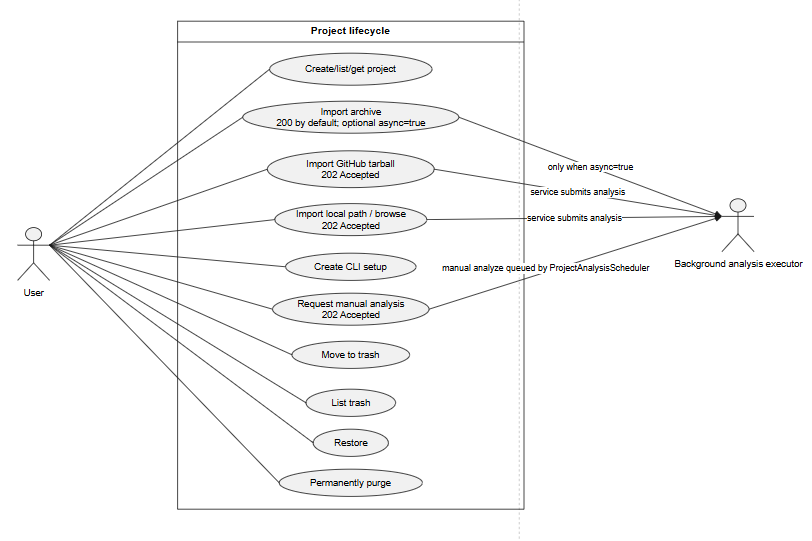 Project lifecycle
Create/list/get project
Import archive
200 by default; optional async=true
only when async=true
Import GitHub tarball
202 Accepted
service submits analysis
Import local path / browse
202 Accepted
service submits analysis
Background analysis executor
User
Create CLI setup
manual analyze queued by ProjectAnalysisScheduler
Request manual analysis
202 Accepted
Move to trash
List trash
Restore
Permanently purge